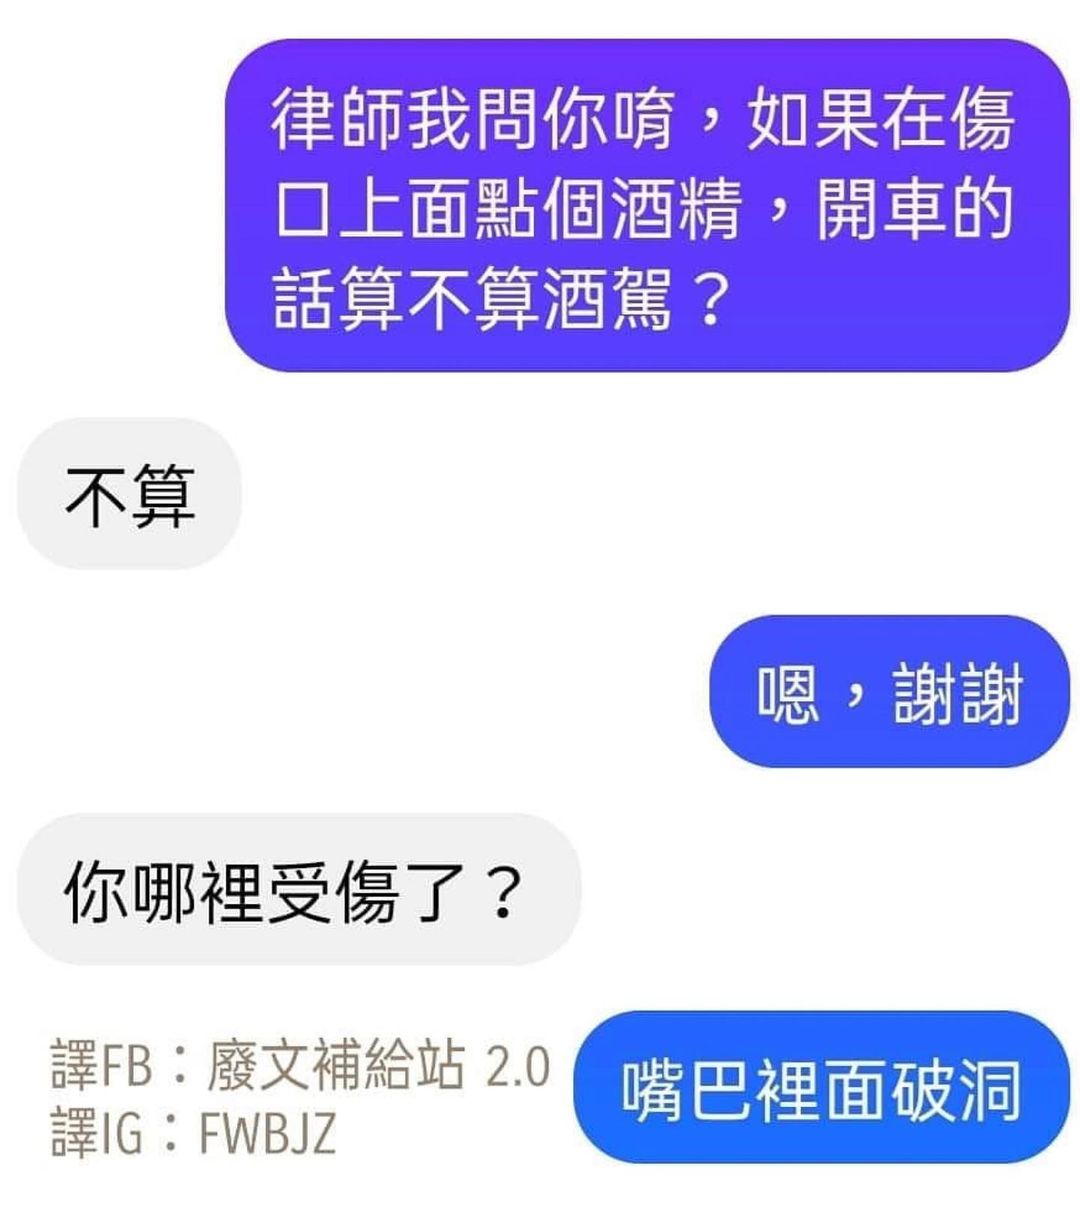 律師我問你唷，如果在傷
口上面點個酒精，開車的
話算不算酒駕？
不算
嗯，謝謝
你哪裡受傷了？
嘴巴裡面破洞
譯FB：廢文補給站 2.0
譯IG：FWBJZ